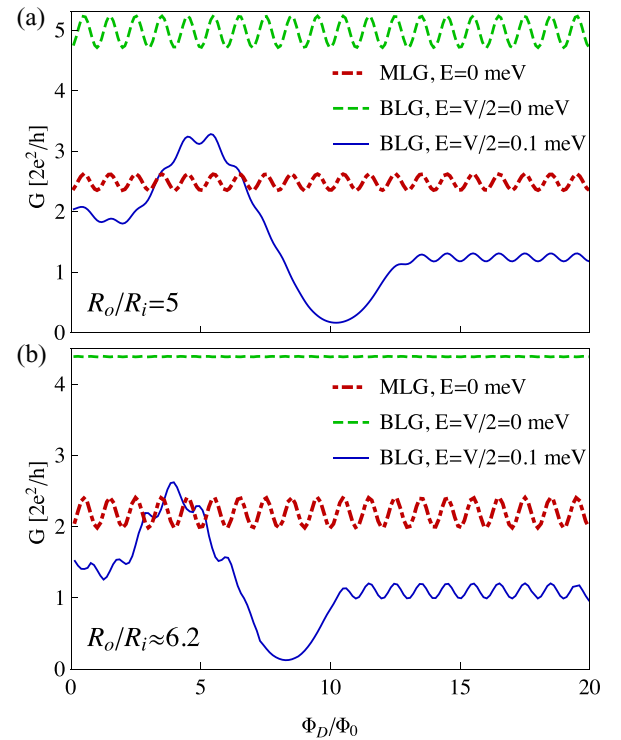 (a)
5
4
3
2
1
0
G [2e²/h]
MLG, E=0 meV
BLG, E=V/2=0 meV
BLG, E=V/2=0.1 meV
R_o/R_i=5
(b)
4
3
2
1
0
G [2e²/h]
MLG, E=0 meV
BLG, E=V/2=0 meV
BLG, E=V/2=0.1 meV
R_o/R_i≈6.2
0 5 10 15 20
Φ_D/Φ_0